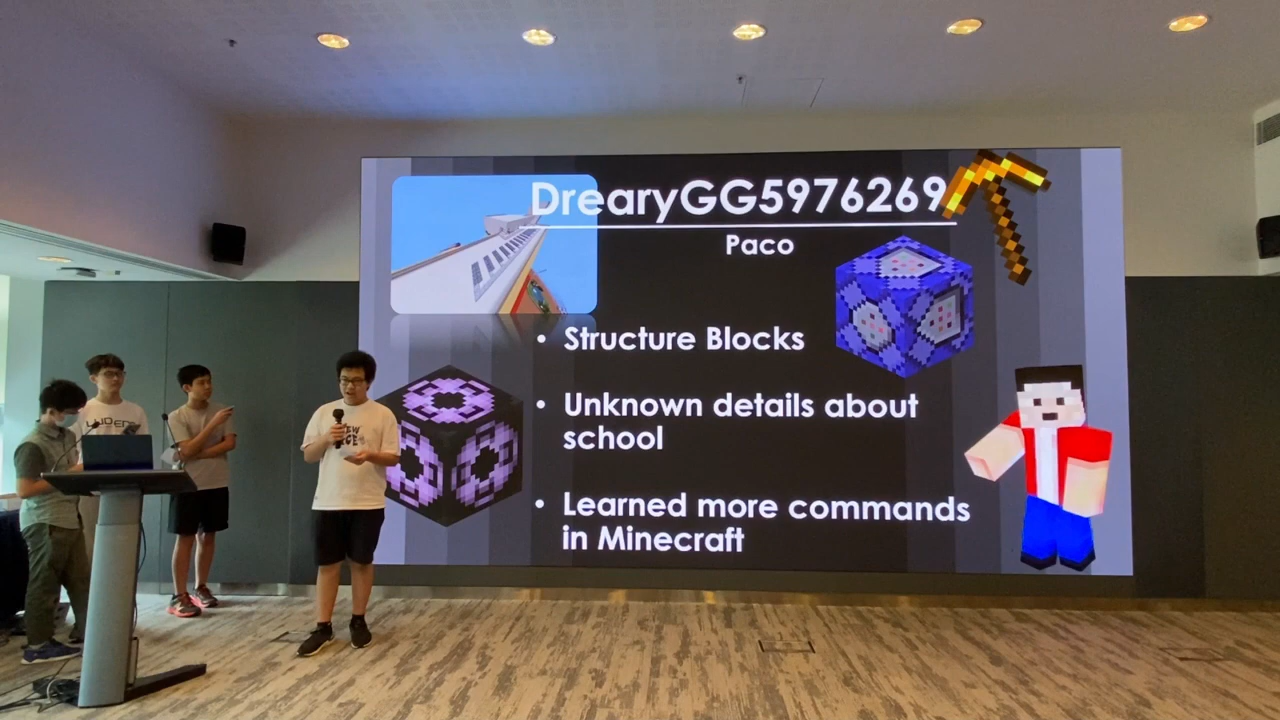 DrearyGG5976269
Paco
• Structure Blocks
• Unknown details about
school
• Learned more commands
in Minecraft